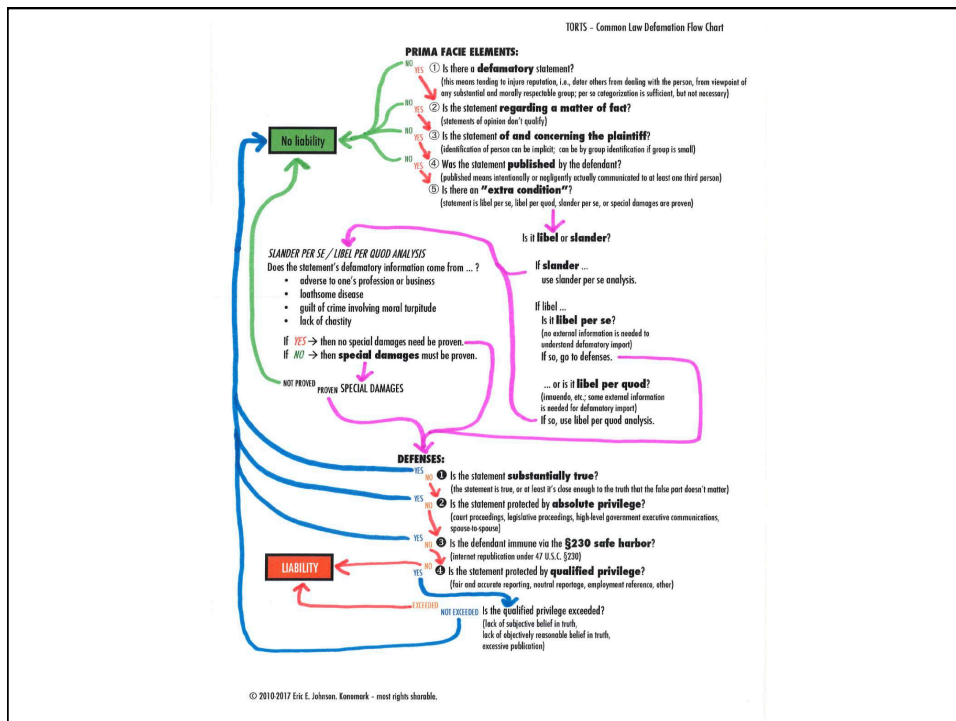 TORTS – Common Law Defamation Flow Chart
PRIMA FACIE ELEMENTS:
NO YES ① Is there a defamatory statement?
(this means tending to injure reputation, i.e., deter others from dealing with the person, from viewpoint of
any substantial and morally respectable group; per se categorization is sufficient, but not necessary)
NO YES ② Is the statement regarding a matter of fact?
(statements of opinion don't qualify)
No liability
NO YES ③ Is the statement of and concerning the plaintiff?
(identification of person can be implicit; can be by group identification if group is small)
NO YES ④ Was the statement published by the defendant?
(published means intentionally or negligently actually communicated to at least one third person)
⑤ Is there an "extra condition"?
(statement is libel per se, libel per quod, slander per se, or special damages are proven)
Is it libel or slander?
If slander ...
use slander per se analysis.
If libel ...
Is it libel per se?
(no external information is needed to
understand defamatory import)
If so, go to defenses.
... or is it libel per quod?
(innuendo, etc.; some external information
is needed for defamatory import)
If so, use libel per quod analysis.
SLANDER PER SE / LIBEL PER QUOD ANALYSIS
Does the statement's defamatory information come from ... ?
• adverse to one's profession or business
• loathsome disease
• guilt of crime involving moral turpitude
• lack of chastity
If YES → then no special damages need be proven.
If NO → then special damages must be proven.
NOT PROVED PROVEN SPECIAL DAMAGES
DEFENSES:
YES NO ❶ Is the statement substantially true?
(the statement is true, or at least it's close enough to the truth that the false part doesn't matter)
YES NO ❷ Is the statement protected by absolute privilege?
(court proceedings, legislative proceedings, high-level government executive communications,
spouse-to-spouse)
YES NO ❸ Is the defendant immune via the §230 safe harbor?
(internet republication under 47 U.S.C. §230)
LIABILITY
NO YES ❹ Is the statement protected by qualified privilege?
(fair and accurate reporting, neutral reportage, employment reference, other)
EXCEEDED NOT EXCEEDED Is the qualified privilege exceeded?
(lack of subjective belief in truth,
lack of objectively reasonable belief in truth,
excessive publication)
© 2010-2017 Eric E. Johnson. Konomark – most rights sharable.